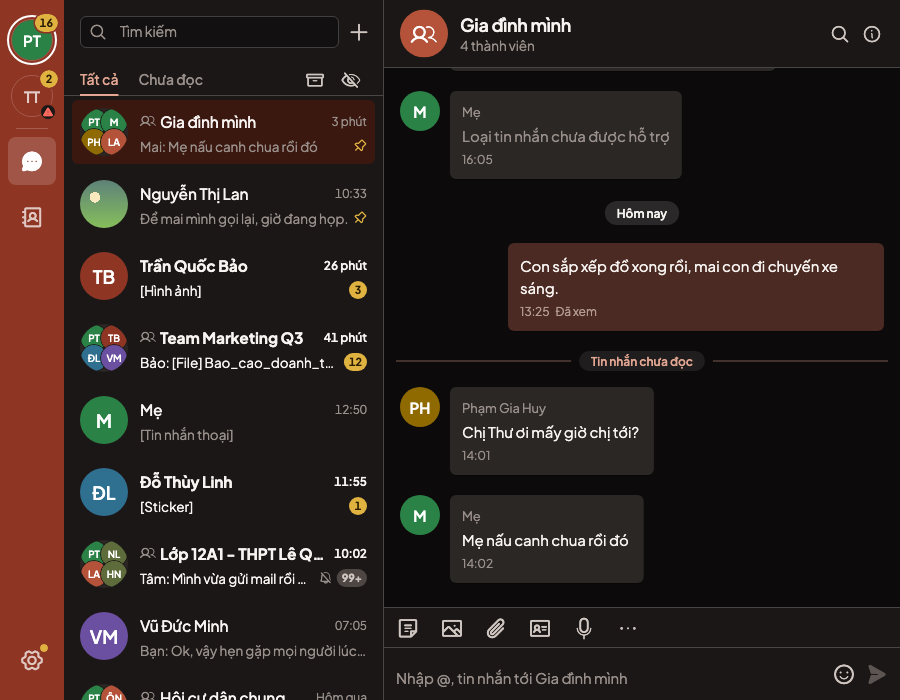 PT
16
TT
2
Tìm kiếm
Tất cả
Chưa đọc
PT
M
PH
LA
Gia đình mình
3 phút
Mai: Mẹ nấu canh chua rồi đó
Nguyễn Thị Lan
10:33
Để mai mình gọi lại, giờ đang họp.
TB
Trần Quốc Bảo
26 phút
[Hình ảnh]
3
PT
TB
ĐL
VM
Team Marketing Q3
41 phút
Bảo: [File] Bao_cao_doanh_t...
12
M
Mẹ
12:50
[Tin nhắn thoại]
ĐL
Đỗ Thùy Linh
11:55
[Sticker]
1
PT
NL
LA
HN
Lớp 12A1 - THPT Lê Q...
10:02
Tâm: Mình vừa gửi mail rồi ...
99+
VM
Vũ Đức Minh
07:05
Bạn: Ok, vậy hẹn gặp mọi người lúc...
PT
ÔN
Hội cư dân chung
Hôm qua
Gia đình mình
4 thành viên
M
Mẹ
Loại tin nhắn chưa được hỗ trợ
16:05
Hôm nay
Con sắp xếp đồ xong rồi, mai con đi chuyến xe
sáng.
13:25 Đã xem
Tin nhắn chưa đọc
PH
Phạm Gia Huy
Chị Thư ơi mấy giờ chị tới?
14:01
M
Mẹ
Mẹ nấu canh chua rồi đó
14:02
Nhập @, tin nhắn tới Gia đình mình